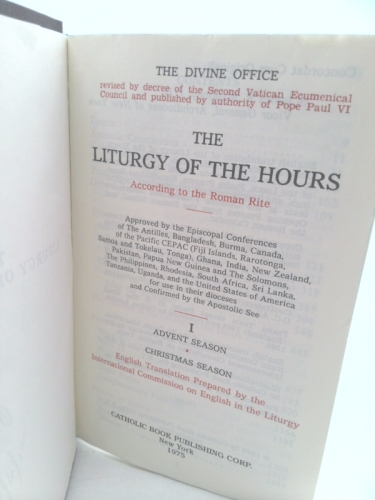 THE DIVINE OFFICE
revised by decree of the Second Vatican Ecumenical
Council and published by authority of Pope Paul VI
THE
LITURGY OF THE HOURS
According to the Roman Rite
Approved by the Episcopal Conferences
of The Antilles, Bangladesh, Burma, Canada,
of the Pacific CEPAC (Fiji Islands, Rarotonga,
Samoa and Tokelau, Tonga), Ghana, India, New Zealand,
Pakistan, Papua New Guinea and The Solomons,
The Philippines, Rhodesia, South Africa, Sri Lanka,
Tanzania, Uganda, and the United States of America
for use in their dioceses
and Confirmed by the Apostolic See
I
ADVENT SEASON
•
CHRISTMAS SEASON
English Translation Prepared by the
International Commission on English in the Liturgy
CATHOLIC BOOK PUBLISHING CORP.
New York
1975